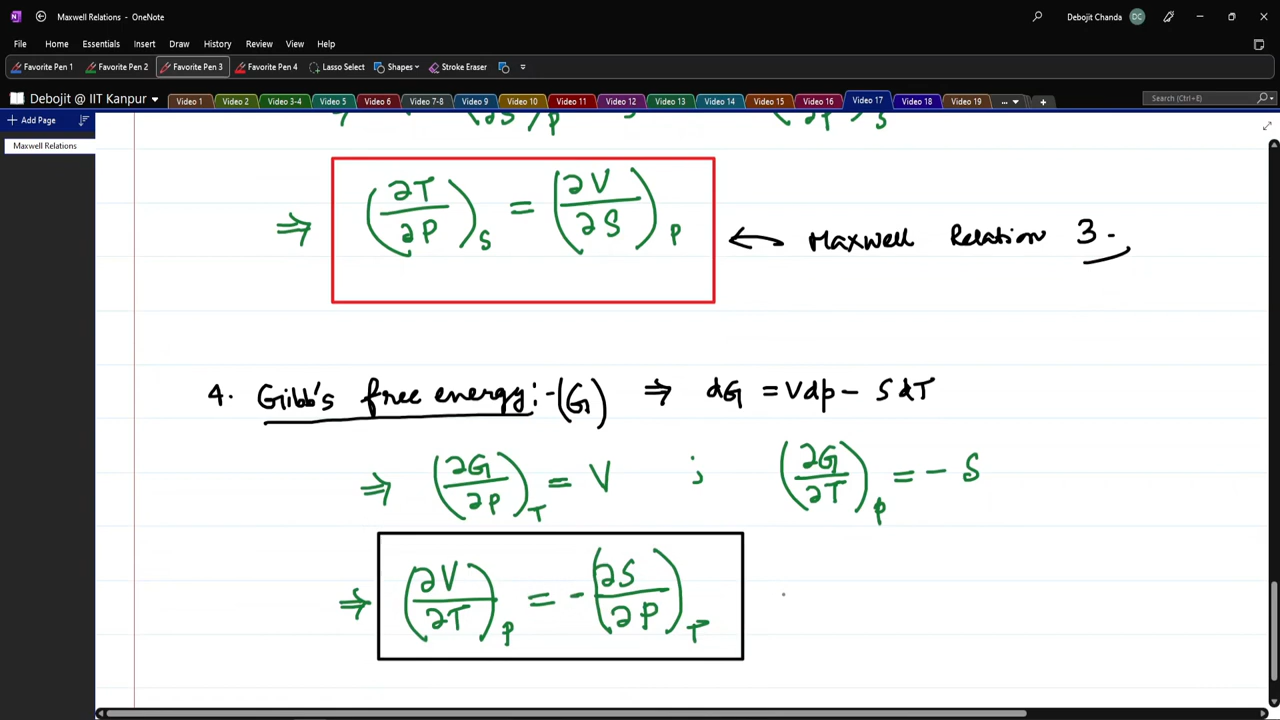 Maxwell Relations - OneNote
Debojit Chanda DC
File Home Essentials Insert Draw History Review View Help
Favorite Pen 1 Favorite Pen 2 Favorite Pen 3 Favorite Pen 4 Lasso Select Shapes Stroke Eraser
Debojit @ IIT Kanpur Video 1 Video 2 Video 3-4 Video 5 Video 6 Video 7-8 Video 9 Video 10 Video 11 Video 12 Video 13 Video 14 Video 15 Video 16 Video 17 Video 18 Video 19 ... Search (Ctrl+E)
Add Page
Maxwell Relations
⇒ (∂T/∂P)_S = (∂V/∂S)_P ← Maxwell Relation 3.
4. Gibb's free energy:-(G) ⇒ dG = Vdp - SdT
⇒ (∂G/∂P)_T = V ; (∂G/∂T)_P = - S
⇒ (∂V/∂T)_P = -(∂S/∂P)_T